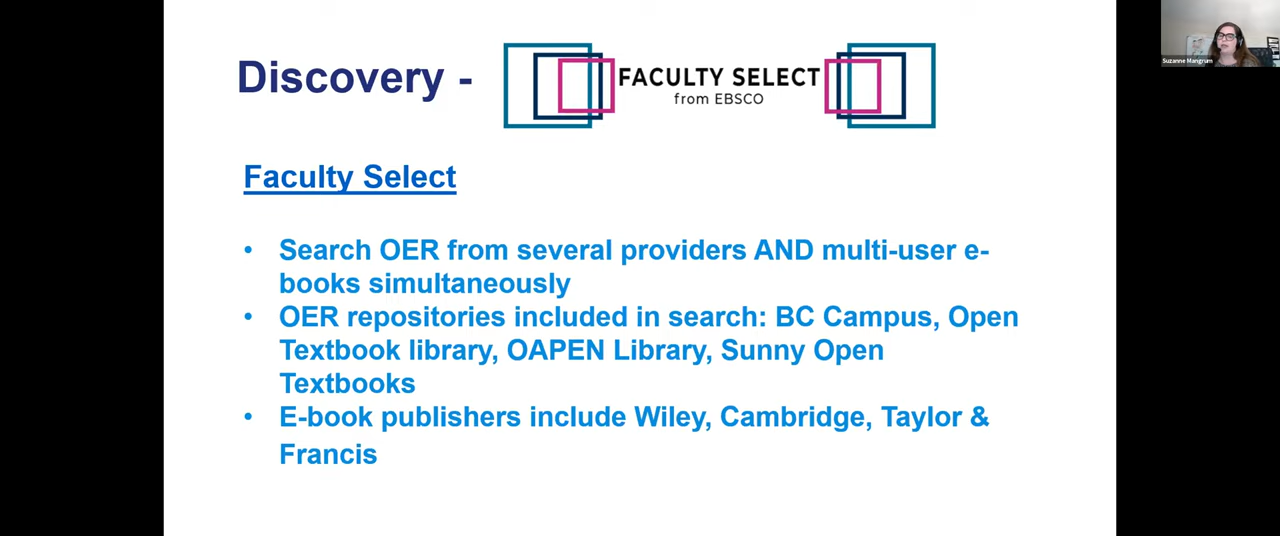 Discovery -
FACULTY SELECT
from EBSCO
Suzanne Mangrum
Faculty Select
• Search OER from several providers AND multi-user e-
books simultaneously
• OER repositories included in search: BC Campus, Open
Textbook library, OAPEN Library, Sunny Open
Textbooks
• E-book publishers include Wiley, Cambridge, Taylor &
Francis